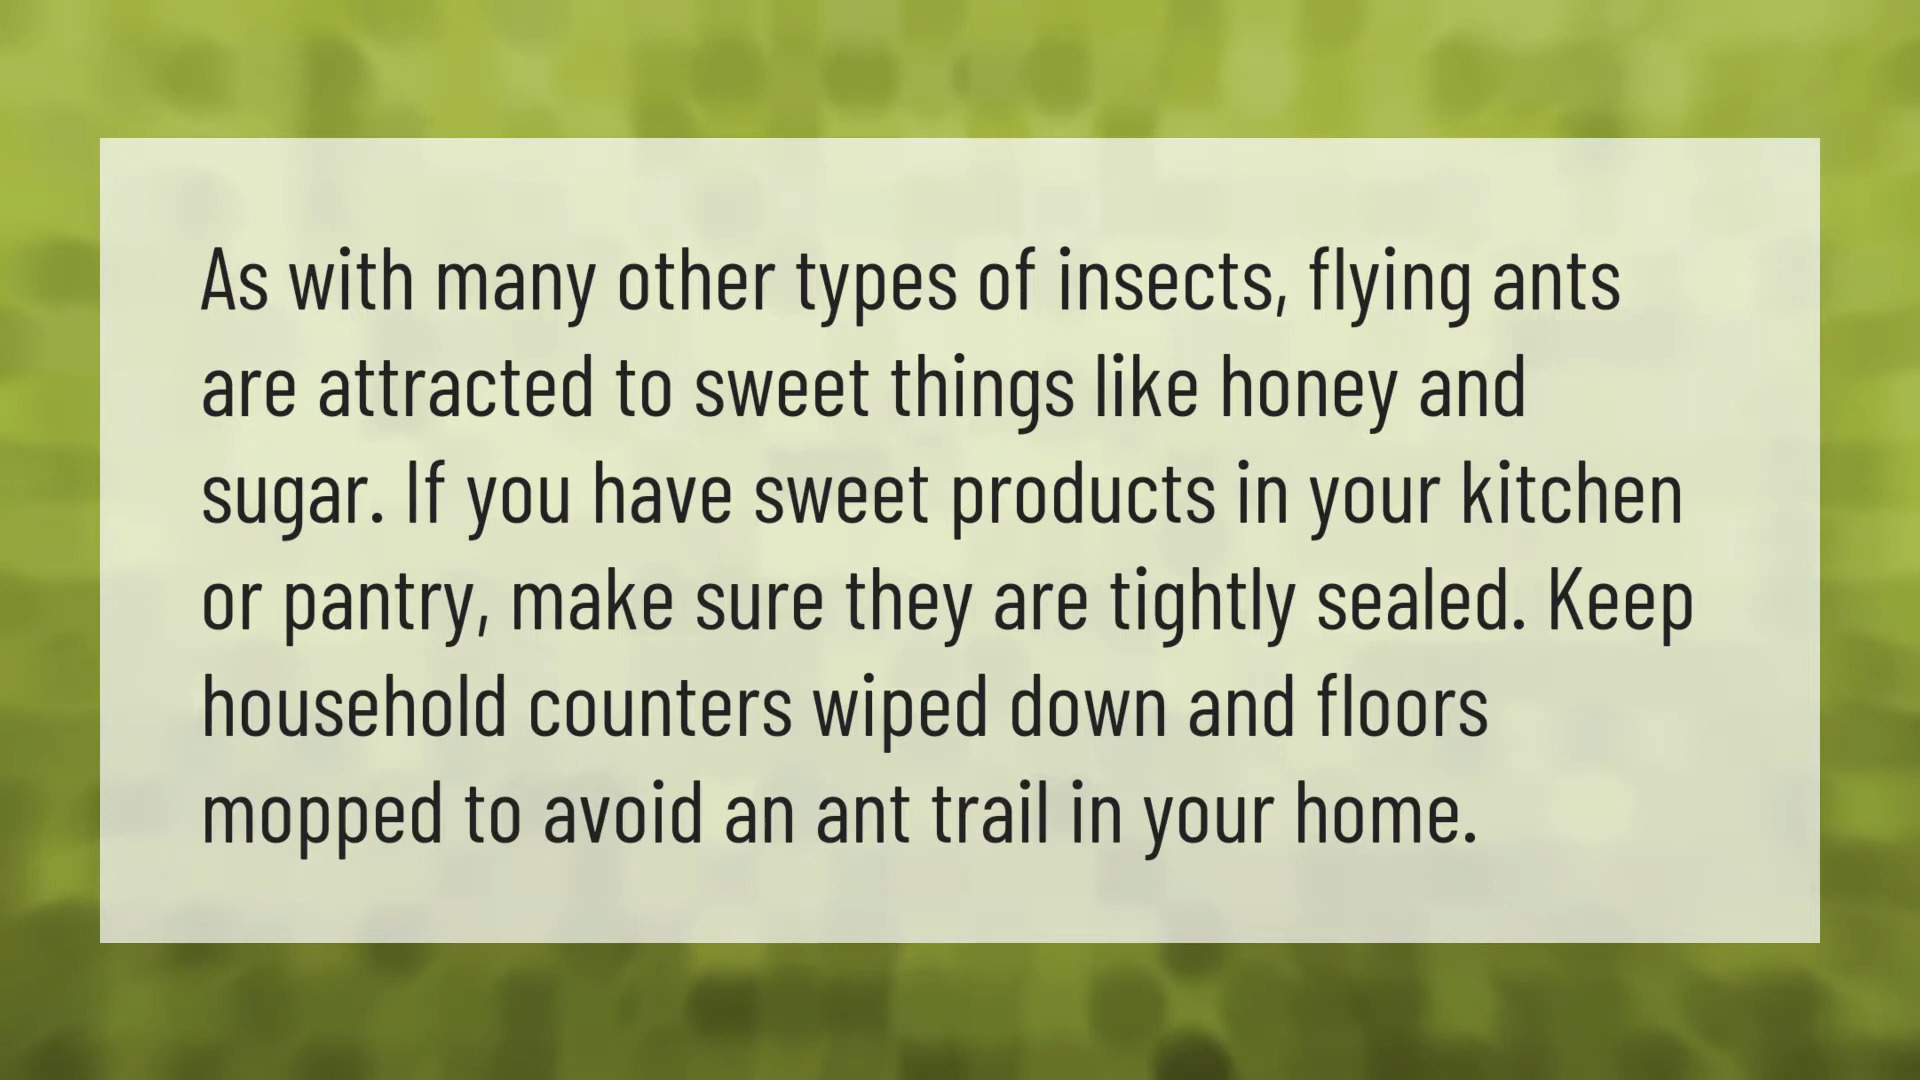 As with many other types of insects, flying ants
are attracted to sweet things like honey and
sugar. If you have sweet products in your kitchen
or pantry, make sure they are tightly sealed. Keep
household counters wiped down and floors
mopped to avoid an ant trail in your home.